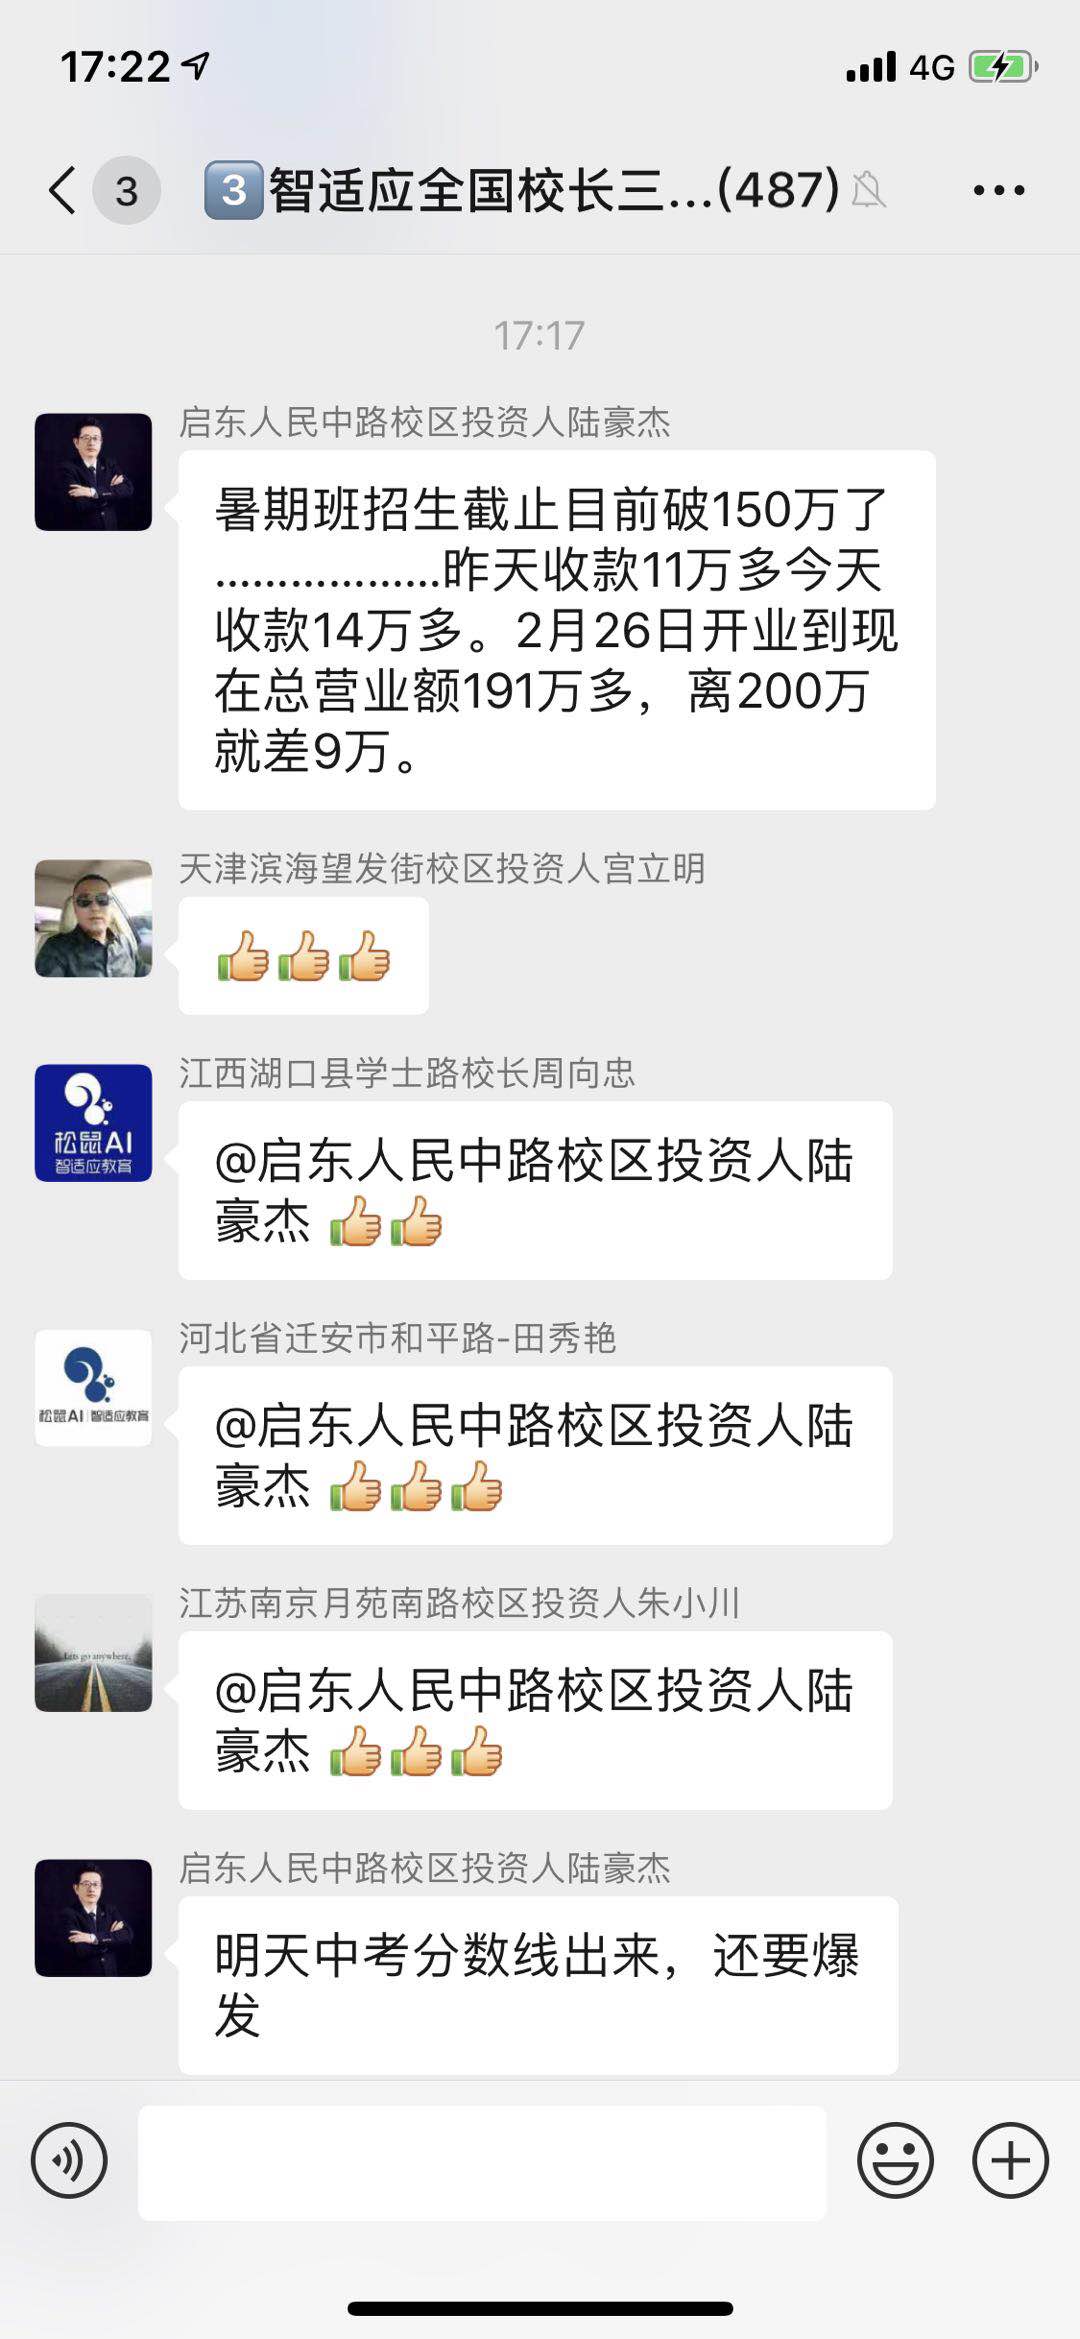 17:22
4G
3
3智适应全国校长三...(487)
17:17
启东人民中路校区投资人陆豪杰
暑期班招生截止目前破150万了
..................昨天收款11万多今天
收款14万多。2月26日开业到现
在总营业额191万多，离200万
就差9万。
天津滨海望发街校区投资人宫立明
👍👍👍
江西湖口县学士路校长周向忠
松鼠AI
智适应教育
@启东人民中路校区投资人陆
豪杰 👍👍
河北省迁安市和平路-田秀艳
松鼠AI 智适应教育
@启东人民中路校区投资人陆
豪杰 👍👍👍
江苏南京月苑南路校区投资人朱小川
Lets go anywhere.
@启东人民中路校区投资人陆
豪杰 👍👍👍
启东人民中路校区投资人陆豪杰
明天中考分数线出来，还要爆
发